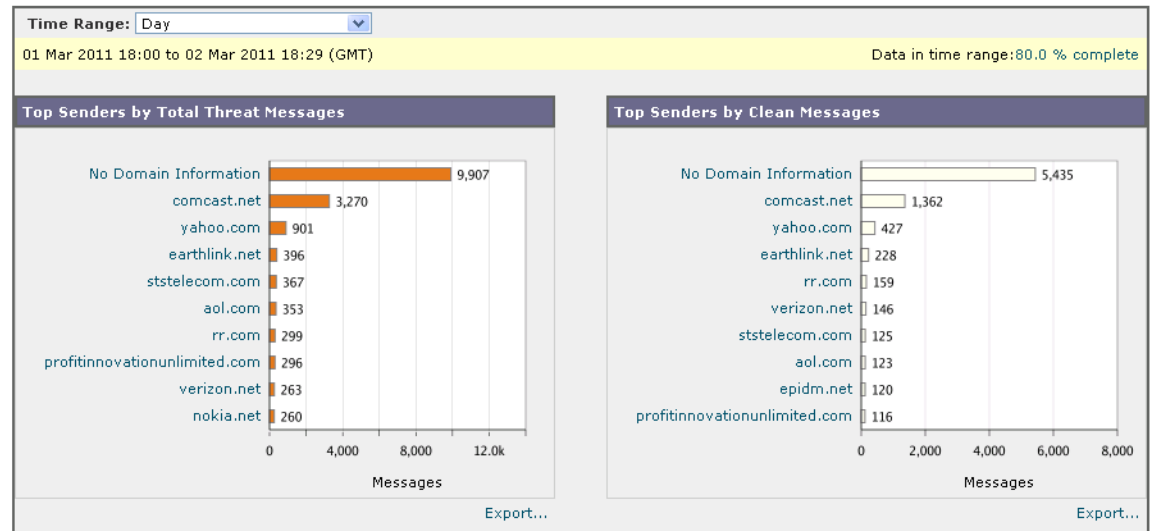 Time Range: Day
01 Mar 2011 18:00 to 02 Mar 2011 18:29 (GMT)
Data in time range:80.0 % complete
Top Senders by Total Threat Messages
No Domain Information 9,907
comcast.net 3,270
yahoo.com 901
earthlink.net 396
ststelecom.com 367
aol.com 353
rr.com 299
profitinnovationunlimited.com 296
verizon.net 263
nokia.net 260
0 4,000 8,000 12.0k
Messages
Export...
Top Senders by Clean Messages
No Domain Information 5,435
comcast.net 1,362
yahoo.com 427
earthlink.net 228
rr.com 159
verizon.net 146
ststelecom.com 125
aol.com 123
epidm.net 120
profitinnovationunlimited.com 116
0 2,000 4,000 6,000 8,000
Messages
Export...